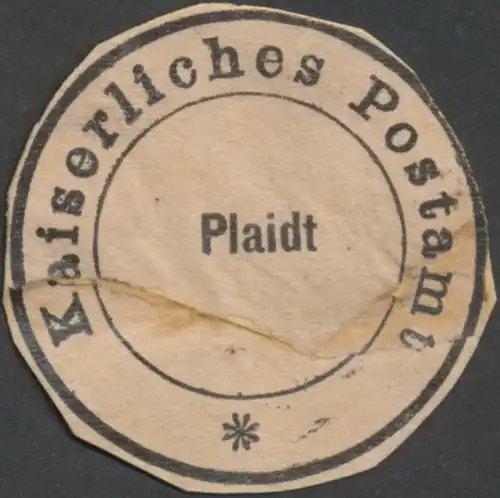 Kaiserliches Postamt
Plaidt
*